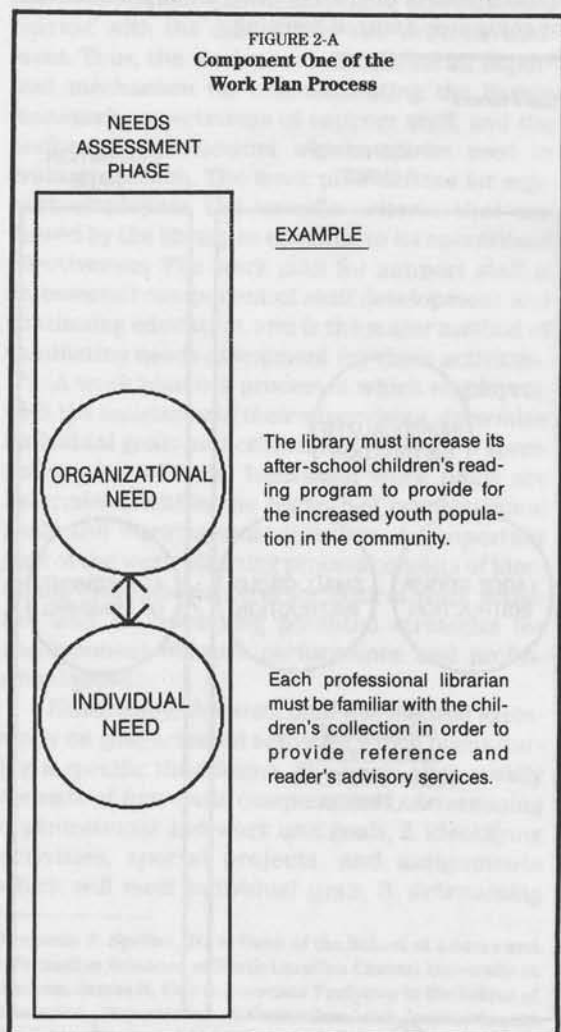 FIGURE 2-A
Component One of the
Work Plan Process
NEEDS
ASSESSMENT
PHASE
EXAMPLE
ORGANIZATIONAL
NEED
The library must increase its
after-school children's read-
ing program to provide for
the increased youth popula-
tion in the community.
INDIVIDUAL
NEED
Each professional librarian
must be familiar with the chil-
dren's collection in order to
provide reference and
reader's advisory services.